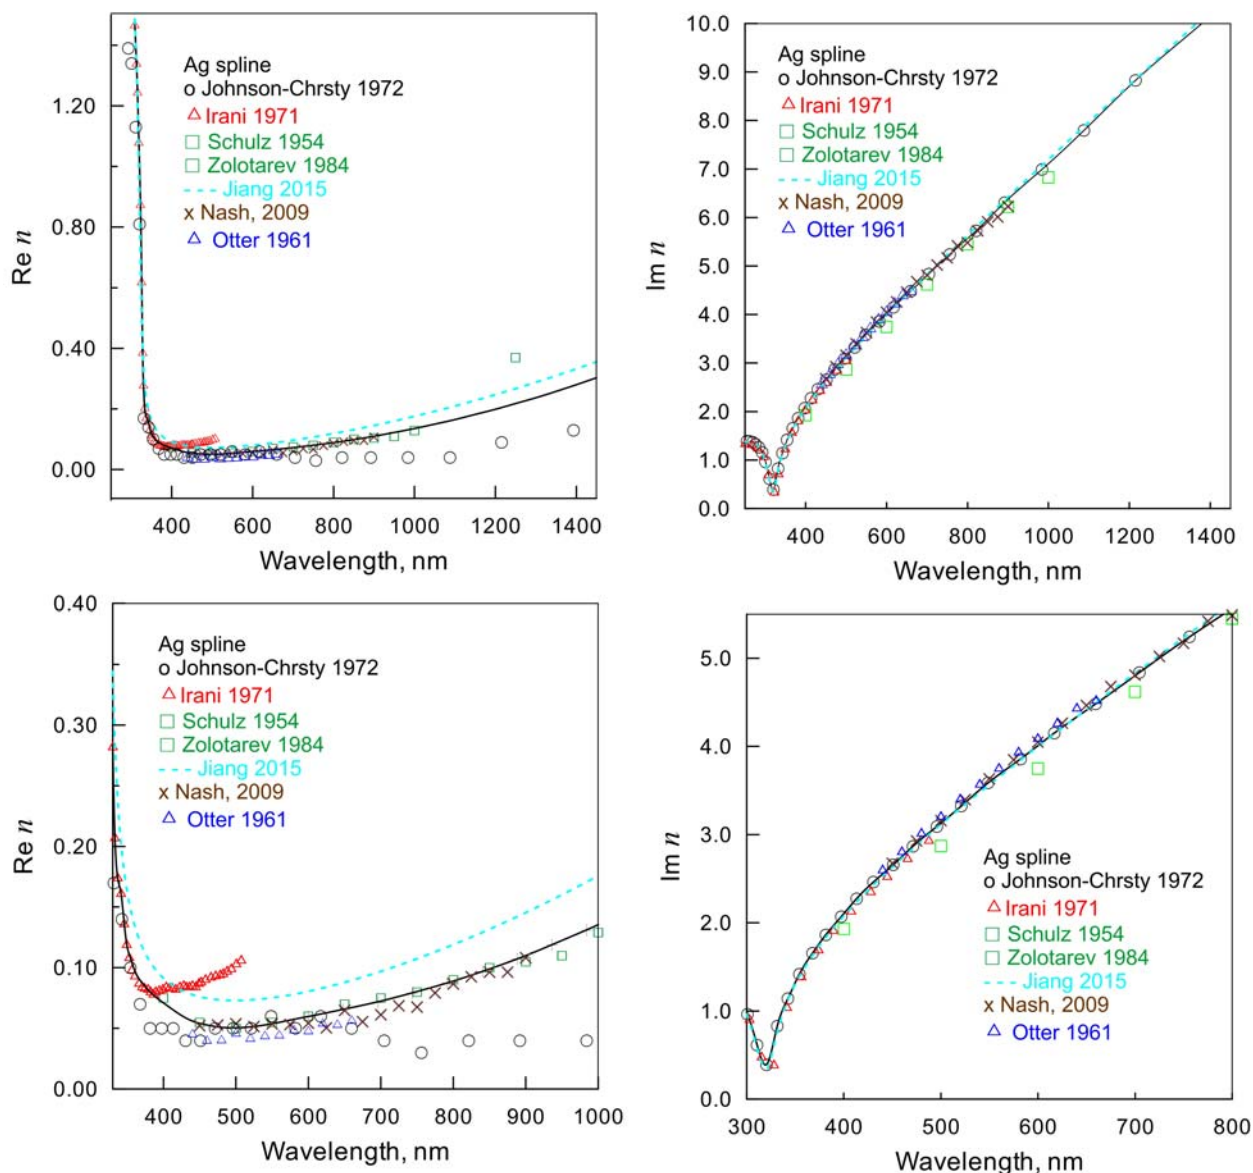 Re n
1.20
0.80
0.40
0.00
Ag spline
o Johnson-Chrsty 1972
△ Irani 1971
□ Schulz 1954
□ Zolotarev 1984
---- Jiang 2015
x Nash, 2009
△ Otter 1961
400 600 800 1000 1200 1400
Wavelength, nm
Im n
10.0
9.0
8.0
7.0
6.0
5.0
4.0
3.0
2.0
1.0
0.0
Ag spline
o Johnson-Chrsty 1972
△ Irani 1971
□ Schulz 1954
□ Zolotarev 1984
---- Jiang 2015
x Nash, 2009
△ Otter 1961
400 600 800 1000 1200 1400
Wavelength, nm
Re n
0.40
0.30
0.20
0.10
0.00
Ag spline
o Johnson-Chrsty 1972
△ Irani 1971
□ Schulz 1954
□ Zolotarev 1984
---- Jiang 2015
x Nash, 2009
△ Otter 1961
400 500 600 700 800 900 1000
Wavelength, nm
Im n
5.0
4.0
3.0
2.0
1.0
0.0
Ag spline
o Johnson-Chrsty 1972
△ Irani 1971
□ Schulz 1954
□ Zolotarev 1984
---- Jiang 2015
x Nash, 2009
△ Otter 1961
300 400 500 600 700 800
Wavelength, nm